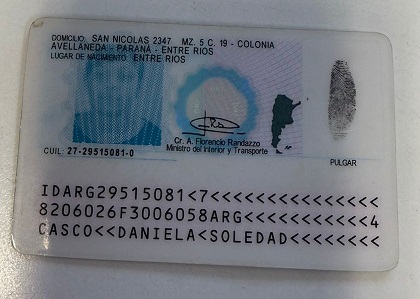 DOMICILIO: SAN NICOLAS 2347 MZ. 5 C. 19 - COLONIA
AVELLANEDA - PARANÁ - ENTRE RIOS
LUGAR DE NACIMIENTO: ENTRE RIOS
Cr. A. Florencio Randazzo
Ministro del Interior y Transporte
CUIL: 27-29515081-0
PULGAR
IDARG29515081<7<<<<<<<<<<<<<<<
8206026F3006058ARG<<<<<<<<<<<4
CASCO<<DANIELA<SOLEDAD<<<<<<<<